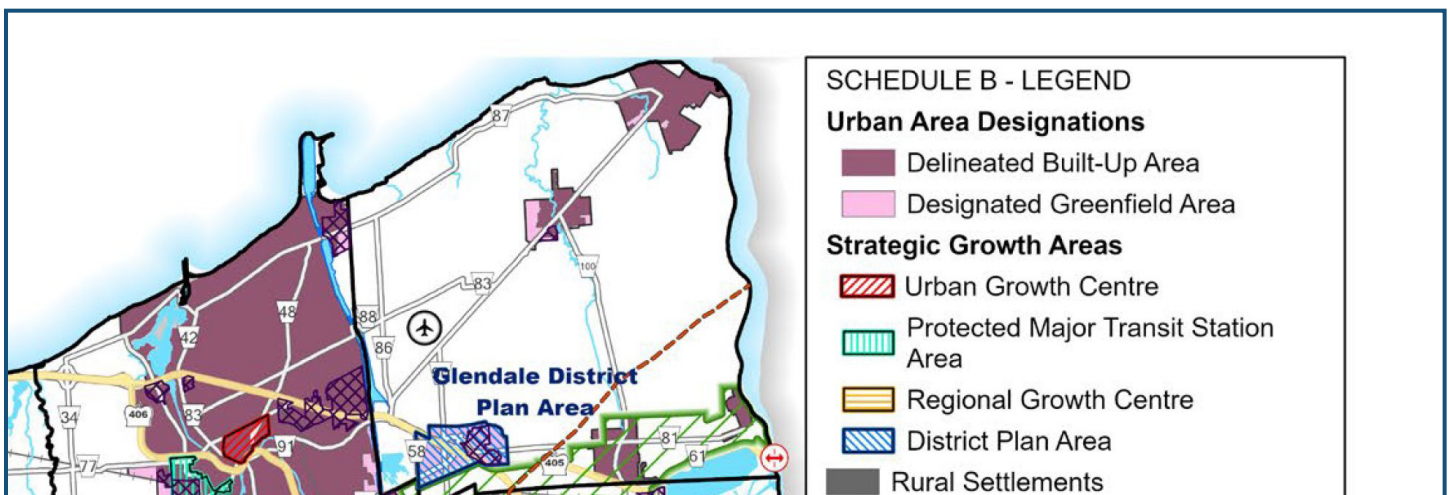 SCHEDULE B - LEGEND
Urban Area Designations
Delineated Built-Up Area
Designated Greenfield Area
Strategic Growth Areas
Urban Growth Centre
Protected Major Transit Station
Area
Regional Growth Centre
District Plan Area
Rural Settlements
87
100
83
48
88
42
86
Glendale District
Plan Area
34
406
83
91
58
81
405
61
77